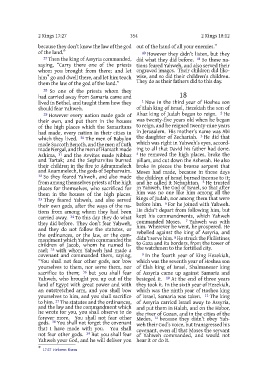 2 Kings 17:27
354
2 Kings 18:12
because they don't know the law of the god
of the land."
27 Then the king of Assyria commanded,
saying, "Carry there one of the priests
whom you brought from there; and let
him* go and dwell there, and let him teach
them the law of the god of the land."
28 So one of the priests whom they
had carried away from Samaria came and
lived in Bethel, and taught them how they
should fear Yahweh.
29 However every nation made gods of
their own, and put them in the houses
of the high places which the Samaritans
had made, every nation in their cities in
which they lived. 30 The men of Babylon
made Succoth Benoth, and the men of Cuth
made Nergal, and the men of Hamath made
Ashima, 31 and the Avvites made Nibhaz
and Tartak; and the Sepharvites burned
their children in the fire to Adrammelech
and Anammelech, the gods of Sepharvaim.
32 So they feared Yahweh, and also made
from among themselves priests of the high
places for themselves, who sacrificed for
them in the houses of the high places.
33 They feared Yahweh, and also served
their own gods, after the ways of the na-
tions from among whom they had been
carried away. 34 To this day they do what
they did before. They don't fear Yahweh,
and they do not follow the statutes, or
the ordinances, or the law, or the com-
mandment which Yahweh commanded the
children of Jacob, whom he named Is-
rael; 35 with whom Yahweh had made a
covenant and commanded them, saying,
"You shall not fear other gods, nor bow
yourselves to them, nor serve them, nor
sacrifice to them; 36 but you shall fear
Yahweh, who brought you up out of the
land of Egypt with great power and with
an outstretched arm, and you shall bow
yourselves to him, and you shall sacrifice
to him. 37 The statutes and the ordinances,
and the law and the commandment which
he wrote for you, you shall observe to do
forever more. You shall not fear other
gods. 38 You shall not forget the covenant
that I have made with you. You shall
not fear other gods. 39 But you shall fear
Yahweh your God, and he will deliver you
out of the hand of all your enemies."
40 However they didn't listen, but they
did what they did before. 41 So these na-
tions feared Yahweh, and also served their
engraved images. Their children did like-
wise, and so did their children's children.
They do as their fathers did to this day.
18
1 Now in the third year of Hoshea son
of Elah king of Israel, Hezekiah the son of
Ahaz king of Judah began to reign. 2 He
was twenty-five years old when he began
to reign, and he reigned twenty-nine years
in Jerusalem. His mother's name was Abi
the daughter of Zechariah. 3 He did that
which was right in Yahweh's eyes, accord-
ing to all that David his father had done.
4 He removed the high places, broke the
pillars, and cut down the Asherah. He also
broke in pieces the bronze serpent that
Moses had made, because in those days
the children of Israel burned incense to it;
and he called it Nehushtan. 5 He trusted
in Yahweh, the God of Israel, so that after
him was no one like him among all the
kings of Judah, nor among them that were
before him. 6 For he joined with Yahweh.
He didn't depart from following him, but
kept his commandments, which Yahweh
commanded Moses. 7 Yahweh was with
him. Wherever he went, he prospered. He
rebelled against the king of Assyria, and
didn't serve him. 8 He struck the Philistines
to Gaza and its borders, from the tower of
the watchmen to the fortified city.
9 In the fourth year of king Hezekiah,
which was the seventh year of Hoshea son
of Elah king of Israel, Shalmaneser king
of Assyria came up against Samaria and
besieged it. 10 At the end of three years
they took it. In the sixth year of Hezekiah,
which was the ninth year of Hoshea king
of Israel, Samaria was taken. 11 The king
of Assyria carried Israel away to Assyria,
and put them in Halah, and on the Habor,
the river of Gozan, and in the cities of the
Medes, 12 because they didn't obey Yah-
weh their God's voice, but transgressed his
covenant, even all that Moses the servant
of Yahweh commanded, and would not
hear it or do it.
* 17:27 Hebrew: them